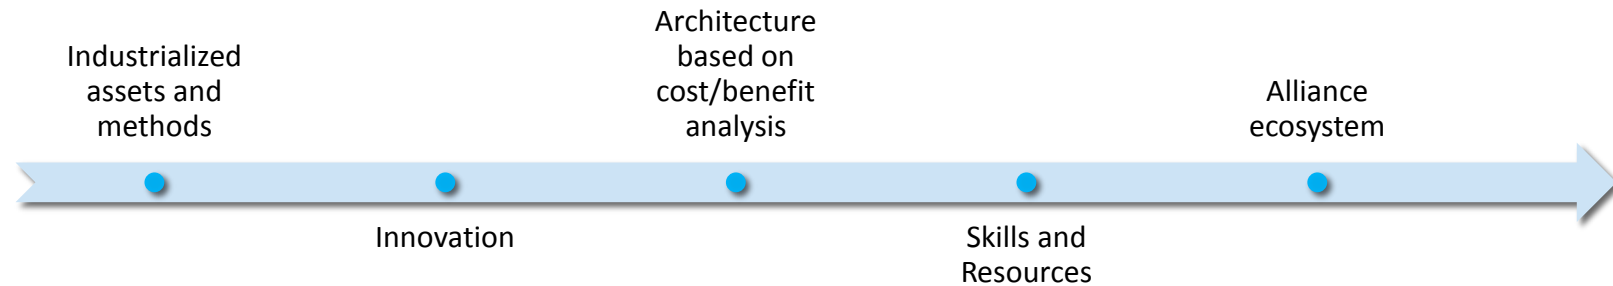 Industrialized
assets and
methods
Innovation
Architecture
based on
cost/benefit
analysis
Skills and
Resources
Alliance
ecosystem